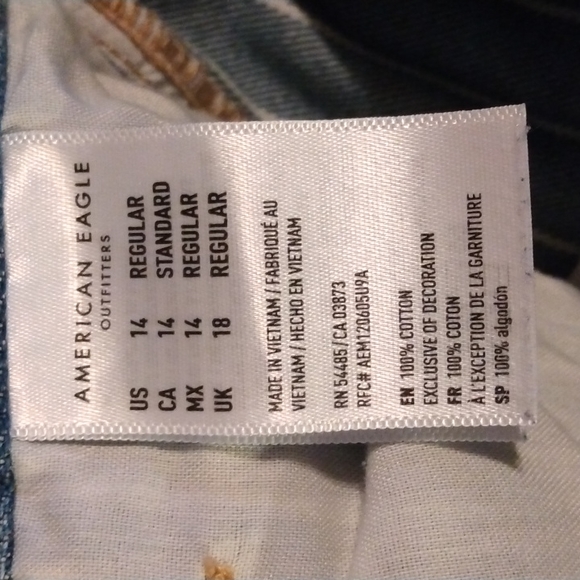 AMERICAN EAGLE
OUTFITTERS
US 14 REGULAR
CA 14 STANDARD
MX 14 REGULAR
UK 18 REGULAR
MADE IN VIETNAM / FABRIQUÉ AU
VIETNAM / HECHO EN VIETNAM
RN 54485/ CA 03873
RFC# AEM120605U9A
EN 100% COTTON
EXCLUSIVE OF DECORATION
FR 100% COTON
À L'EXCEPTION DE LA GARNITURE
SP 100% algodón